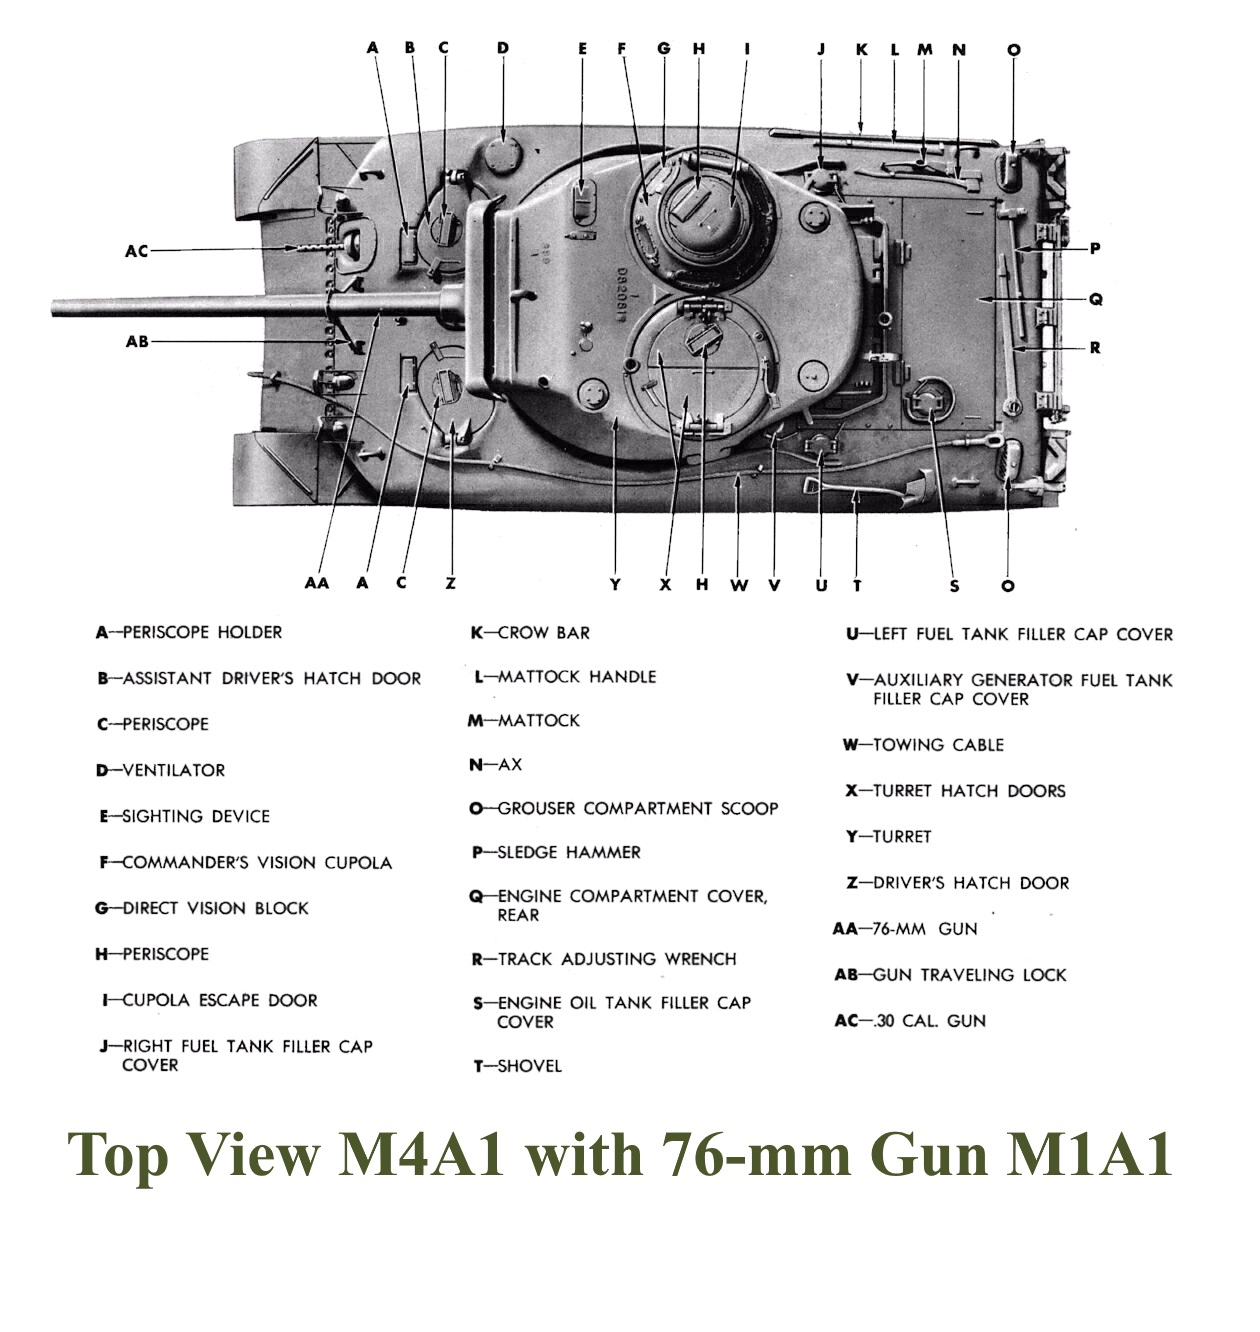 A B C D E F G H I J K L M N O
AC
P
Q
AB
R
D820819
AA A C Z Y X H W V U T S O
A—PERISCOPE HOLDER
B—ASSISTANT DRIVER'S HATCH DOOR
C—PERISCOPE
D—VENTILATOR
E—SIGHTING DEVICE
F—COMMANDER'S VISION CUPOLA
G—DIRECT VISION BLOCK
H—PERISCOPE
I—CUPOLA ESCAPE DOOR
J—RIGHT FUEL TANK FILLER CAP
COVER
K—CROW BAR
L—MATTOCK HANDLE
M—MATTOCK
N—AX
O—GROUSER COMPARTMENT SCOOP
P—SLEDGE HAMMER
Q—ENGINE COMPARTMENT COVER,
REAR
R—TRACK ADJUSTING WRENCH
S—ENGINE OIL TANK FILLER CAP
COVER
T—SHOVEL
U—LEFT FUEL TANK FILLER CAP COVER
V—AUXILIARY GENERATOR FUEL TANK
FILLER CAP COVER
W—TOWING CABLE
X—TURRET HATCH DOORS
Y—TURRET
Z—DRIVER'S HATCH DOOR
AA—76-MM GUN
AB—GUN TRAVELING LOCK
AC—.30 CAL. GUN
Top View M4A1 with 76-mm Gun M1A1